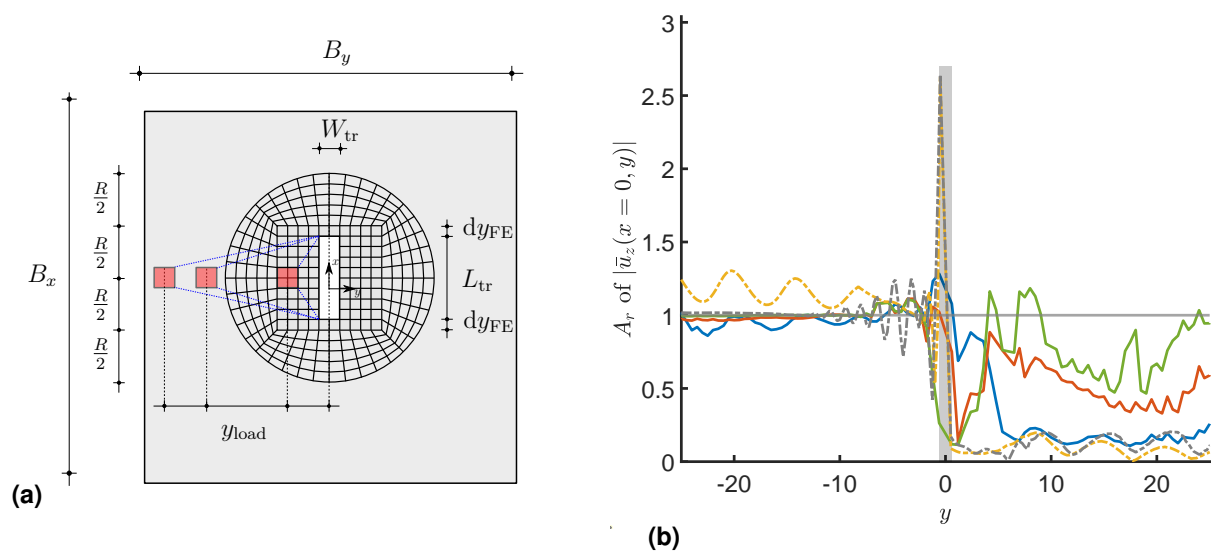 B_y
W_tr
R/2
R/2
R/2
R/2
B_x
dy_FE
L_tr
dy_FE
x
y
y_load
(a)
A_r of |ū_z(x = 0, y)|
3
2.5
2
1.5
1
0.5
0
-20
-10
0
10
20
y
(b)